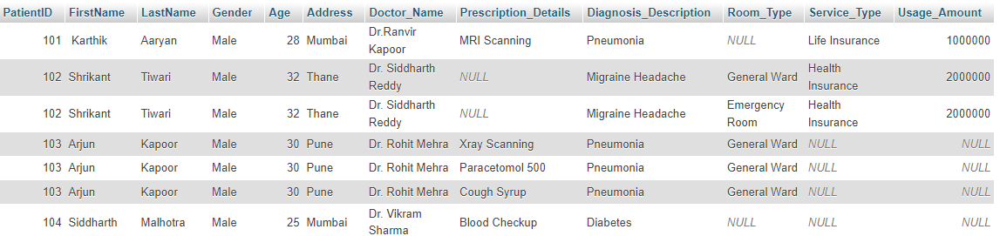 PatientID FirstName LastName Gender Age Address Doctor_Name Prescription_Details Diagnosis_Description Room_Type Service_Type Usage_Amount
101 Karthik Aaryan Male 28 Mumbai Dr.Ranvir Kapoor MRI Scanning Pneumonia NULL Life Insurance 1000000
102 Shrikant Tiwari Male 32 Thane Dr. Siddharth Reddy NULL Migraine Headache General Ward Health Insurance 2000000
102 Shrikant Tiwari Male 32 Thane Dr. Siddharth Reddy NULL Migraine Headache Emergency Room Health Insurance 2000000
103 Arjun Kapoor Male 30 Pune Dr. Rohit Mehra Xray Scanning Pneumonia General Ward NULL NULL
103 Arjun Kapoor Male 30 Pune Dr. Rohit Mehra Paracetomol 500 Pneumonia General Ward NULL NULL
103 Arjun Kapoor Male 30 Pune Dr. Rohit Mehra Cough Syrup Pneumonia General Ward NULL NULL
104 Siddharth Malhotra Male 25 Mumbai Dr. Vikram Sharma Blood Checkup Diabetes NULL NULL NULL